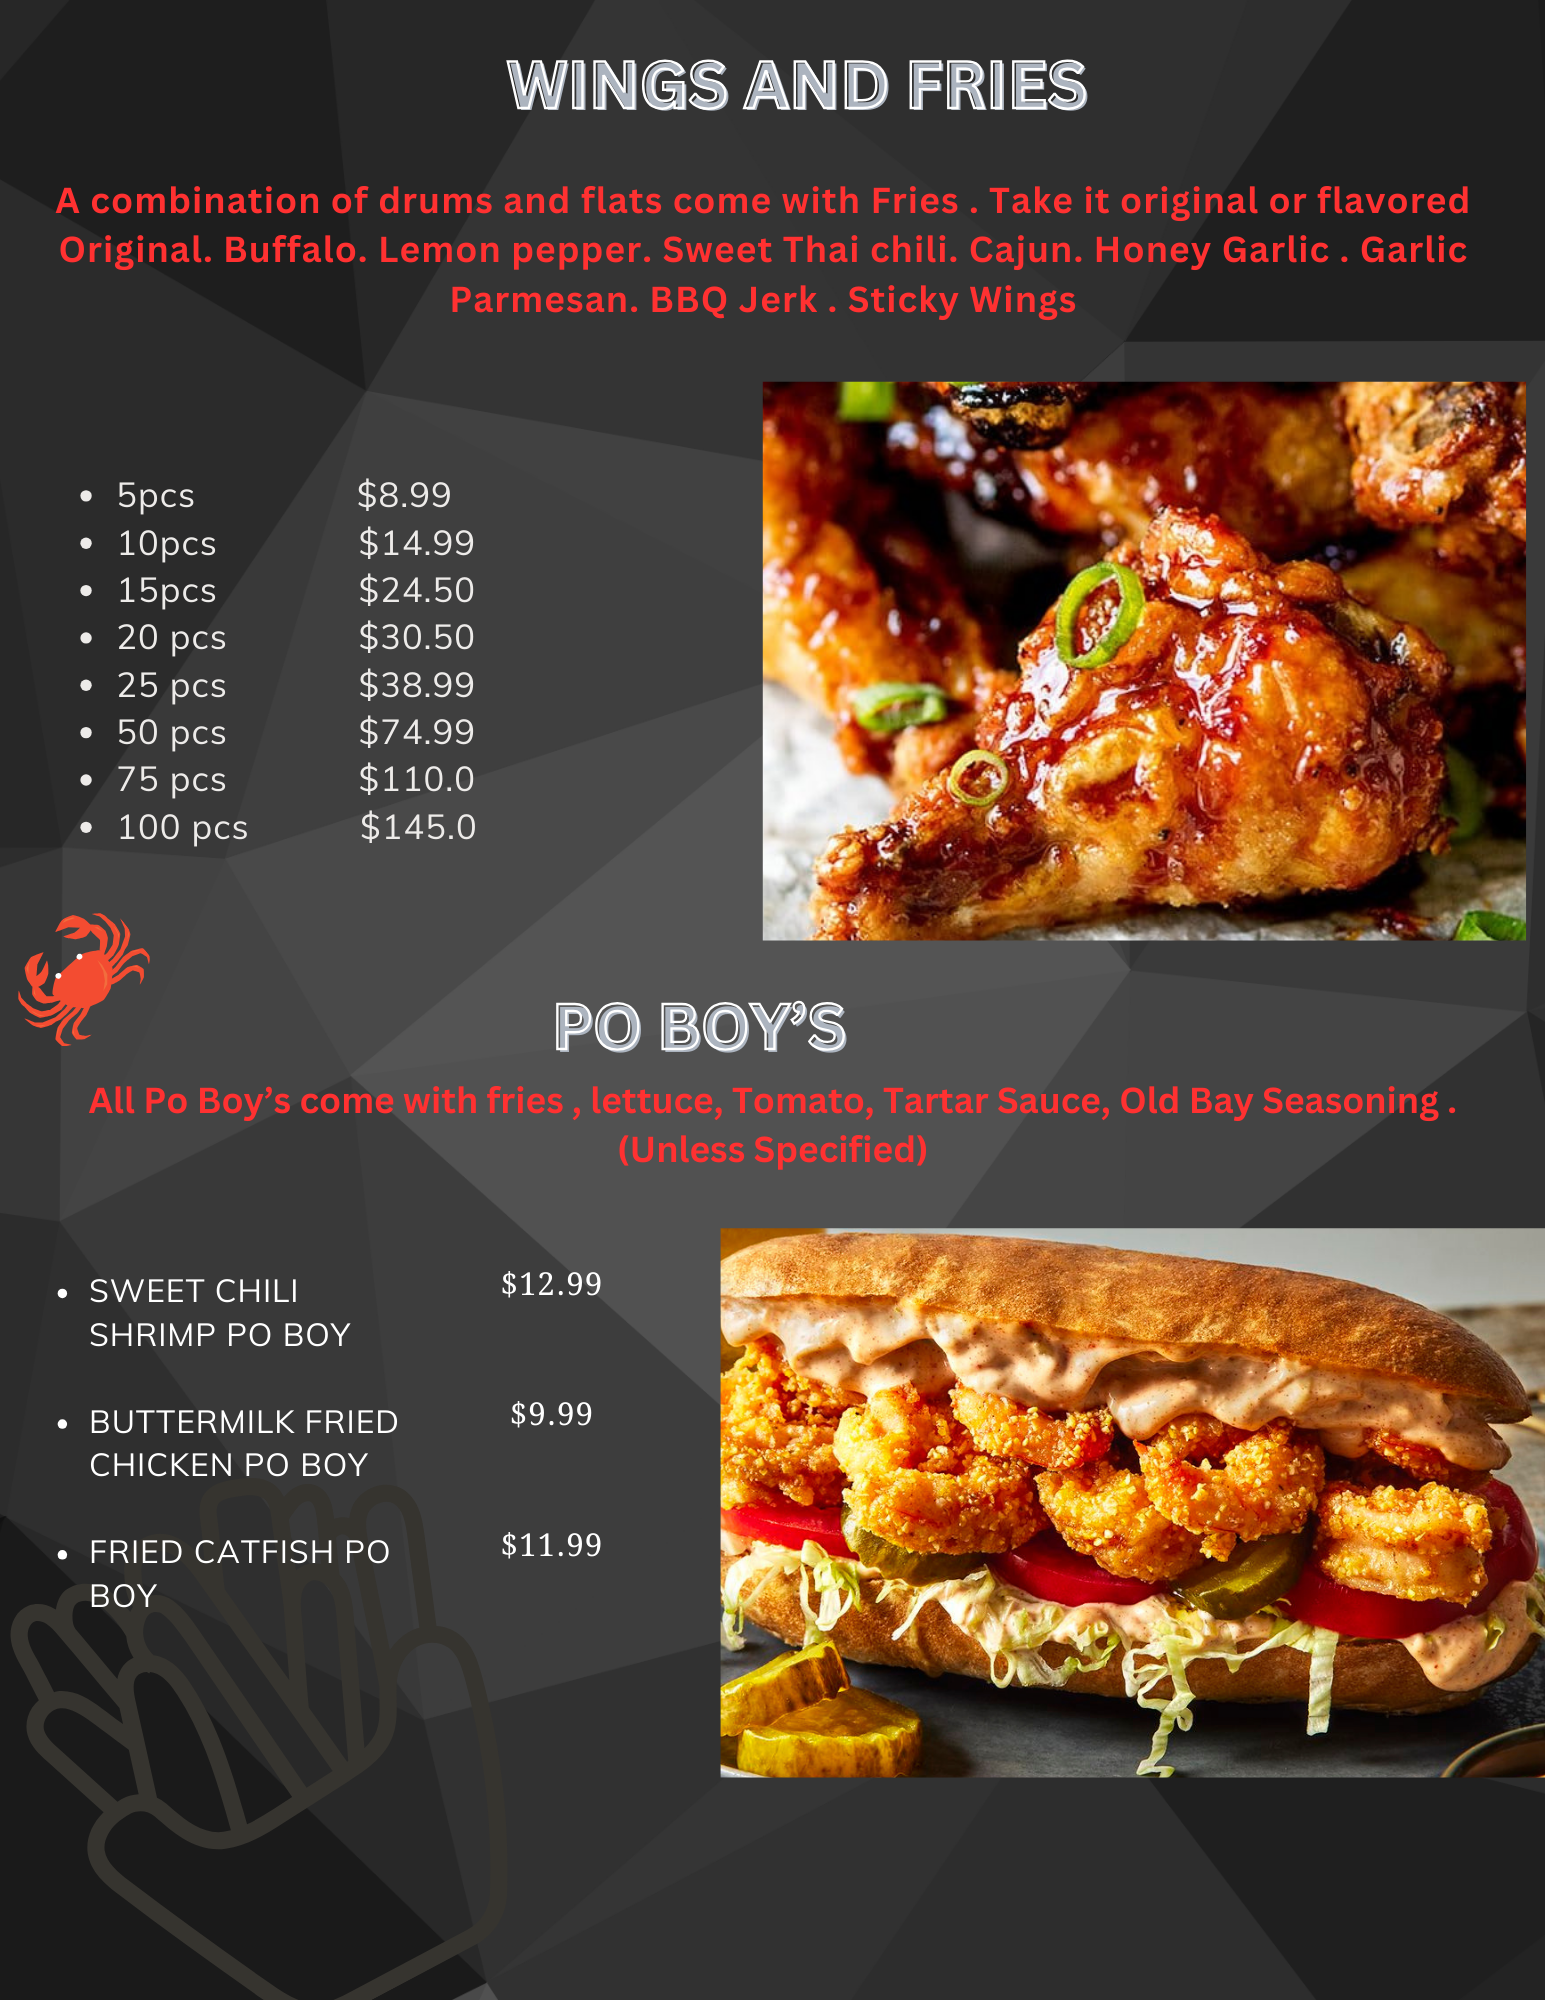 WINGS AND FRIES
A combination of drums and flats come with Fries . Take it original or flavored
Original. Buffalo. Lemon pepper. Sweet Thai chili. Cajun. Honey Garlic . Garlic
Parmesan. BBQ Jerk . Sticky Wings
5pcs $8.99
10pcs $14.99
15pcs $24.50
20 pcs $30.50
25 pcs $38.99
50 pcs $74.99
75 pcs $110.0
100 pcs $145.0
PO BOY’S
All Po Boy’s come with fries , lettuce, Tomato, Tartar Sauce, Old Bay Seasoning .
(Unless Specified)
SWEET CHILI $12.99
SHRIMP PO BOY
BUTTERMILK FRIED $9.99
CHICKEN PO BOY
FRIED CATFISH PO $11.99
BOY